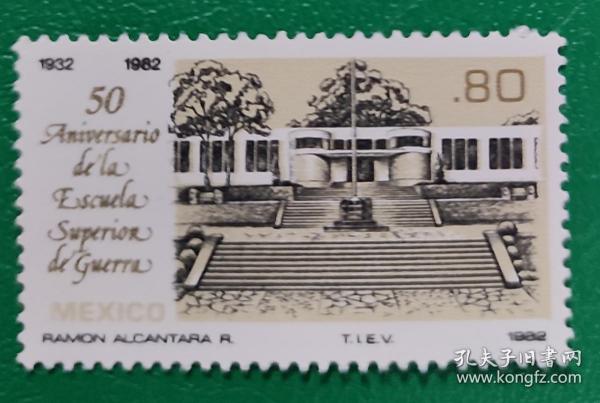 1932 1982
50
Aniversario
de la
Escuela
Superior
de Guerra
.80
MEXICO
RAMON ALCANTARA R. T.I.E.V. 1982
孔夫子旧书网
www.kongfz.com